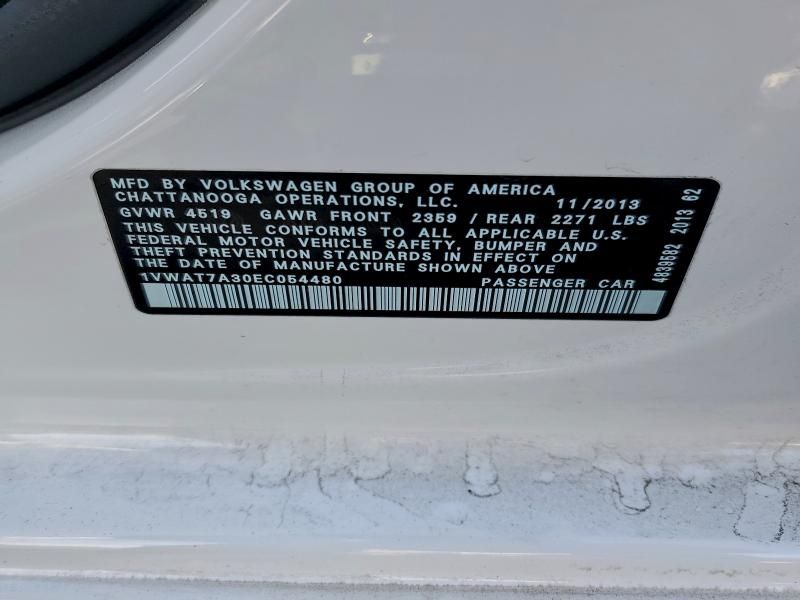 MFD BY VOLKSWAGEN GROUP OF AMERICA
CHATTANOOGA OPERATIONS, LLC. 11/2013
GVWR 4519 GAWR FRONT 2359 / REAR 2271 LBS
THIS VEHICLE CONFORMS TO ALL APPLICABLE U.S.
FEDERAL MOTOR VEHICLE SAFETY, BUMPER AND
THEFT PREVENTION STANDARDS IN EFFECT ON
THE DATE OF MANUFACTURE SHOWN ABOVE
1VWAT7A30EC054480 PASSENGER CAR
4839582 2013 62